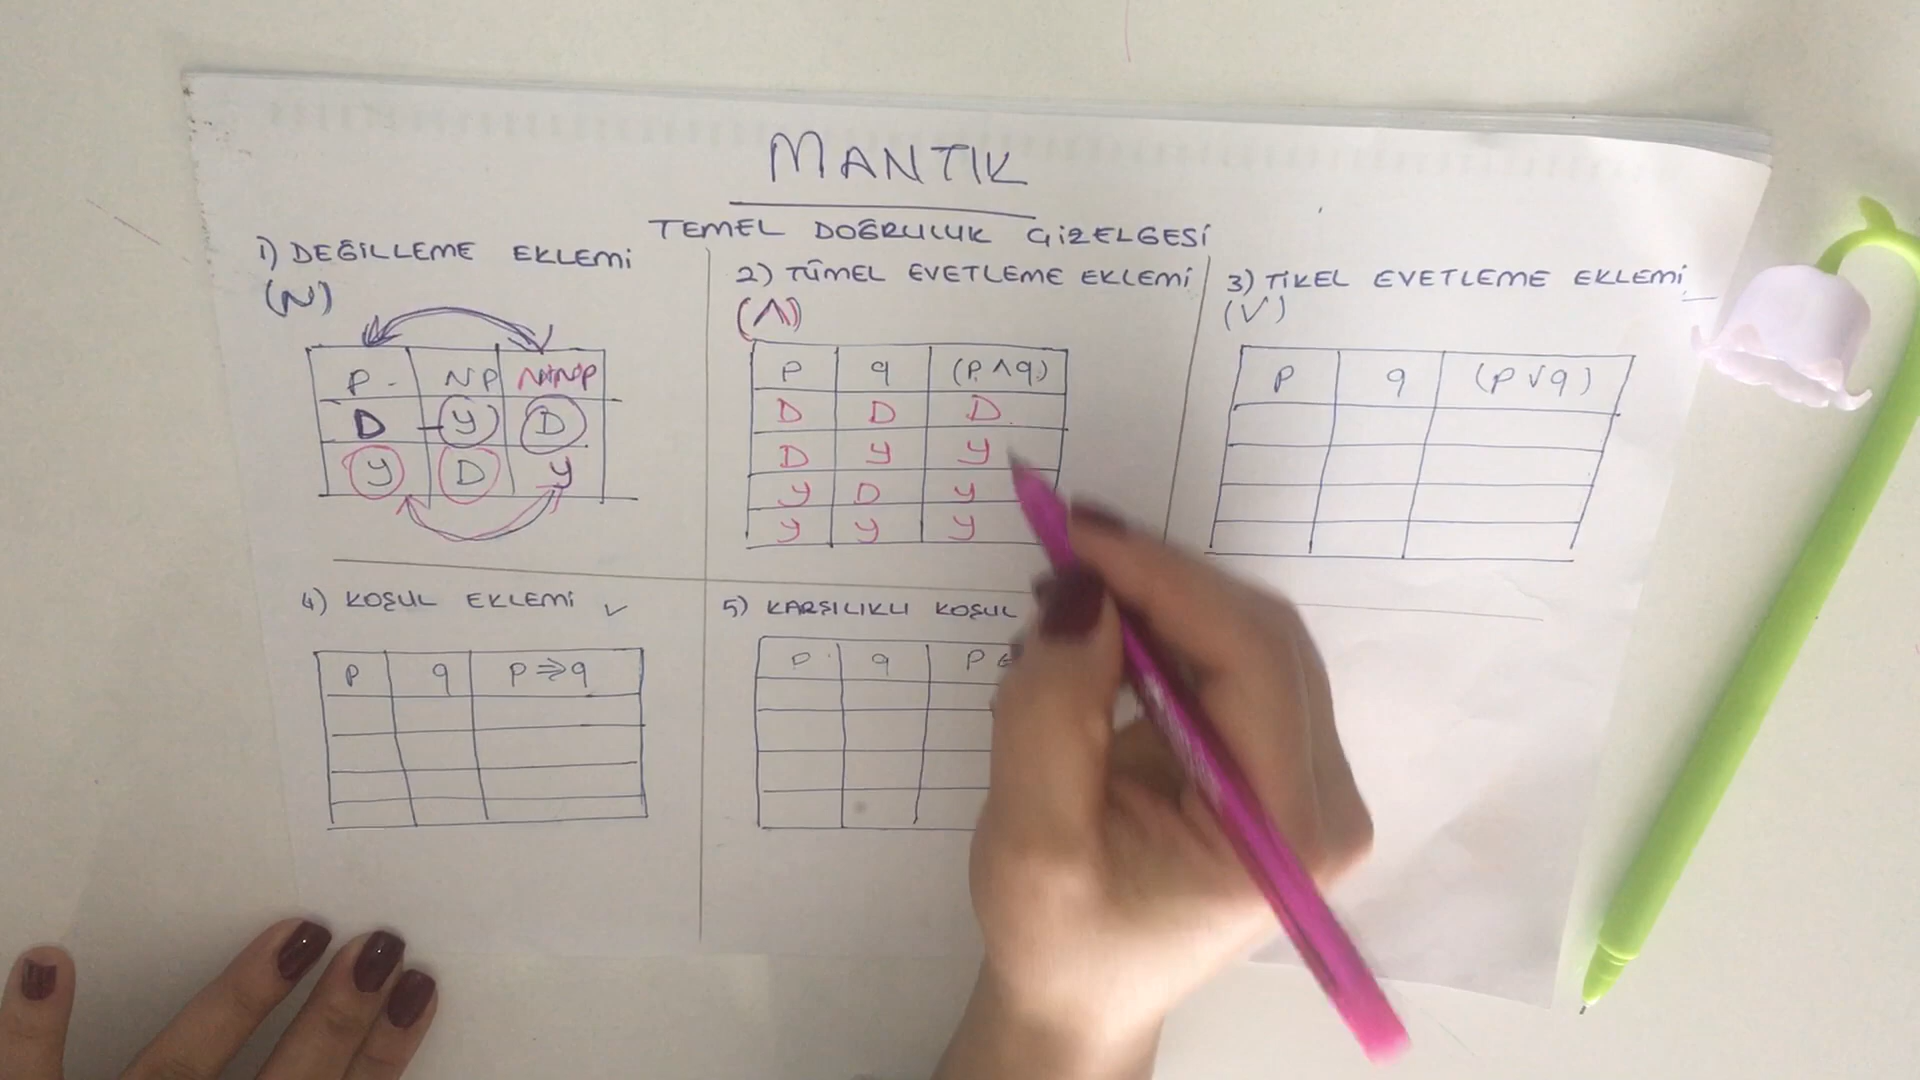 MANTIK
TEMEL DOĞRULUK ÇİZELGESİ
1) DEĞİLLEME EKLEMİ
(N)
P NP
D Y D
Y D Y
2) TÜMEL EVETLEME EKLEMİ
(Λ)
P q (P Λ q)
D D D
D Y Y
Y D Y
Y Y Y
3) TİKEL EVETLEME EKLEMİ
(V)
P q (P V q)
4) KOŞUL EKLEMİ
P q P ⇒ q
5) KARŞILIKLI KOŞUL
P q P